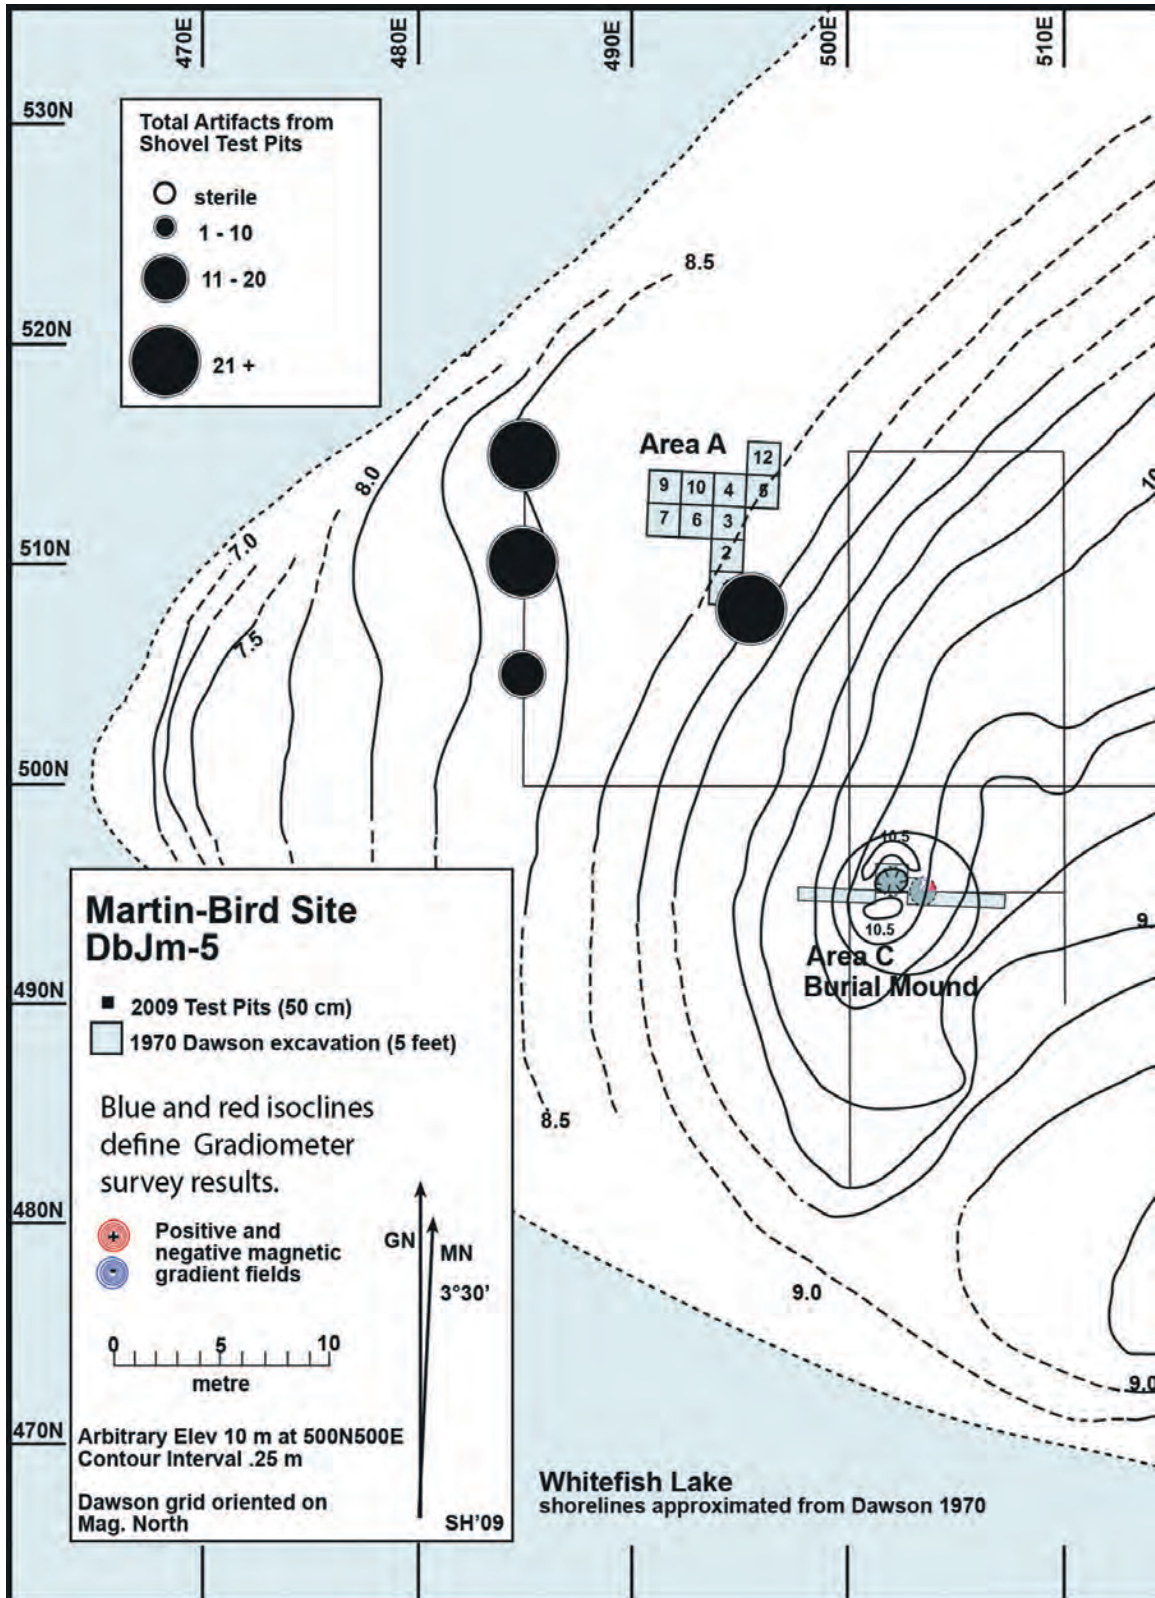 470E
480E
490E
500E
510E
530N
520N
510N
500N
490N
480N
470N
Total Artifacts from
Shovel Test Pits
sterile
1 - 10
11 - 20
21 +
8.5
8.0
7.0
7.5
Area A
12
9 10 4 5
7 6 3
2
10
10.5
10.5
9.
Area C
Burial Mound
8.5
9.0
9.0
Martin-Bird Site
DbJm-5
2009 Test Pits (50 cm)
1970 Dawson excavation (5 feet)
Blue and red isoclines
define Gradiometer
survey results.
+ Positive and
negative magnetic
- gradient fields
GN
MN
3°30'
0 5 10
metre
Arbitrary Elev 10 m at 500N500E
Contour Interval .25 m
Dawson grid oriented on
Mag. North
SH'09
Whitefish Lake
shorelines approximated from Dawson 1970